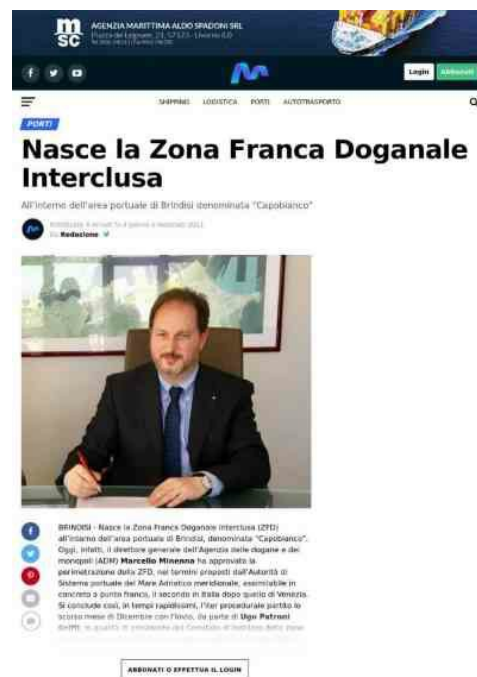 msc
AGENZIA MARITTIMA ALDO SPADONI SRL
Login
Abbonati
SHIPPING LOGISTICA PORTI AUTOTRASPORTO
PORTI
Nasce la Zona Franca Doganale
Interclusa
All'interno dell'area portuale di Brindisi denominata "Capobianco"
Redazione
BRINDISI - Nasce la Zona Franca Doganale Interclusa (ZFD)
all'interno dell'area portuale di Brindisi, denominata "Capobianco".
Oggi, infatti, il direttore generale dell'Agenzia delle dogane e dei
monopoli (ADM) Marcello Minenna ha approvato la
perimetrazione della ZFD, nei termini proposti dall'Autorità di
Sistema portuale del Mare Adriatico meridionale, assimilabile in
concreto a punto franco, il secondo in Italia dopo quello di Venezia.
Si conclude così, in tempi rapidissimi, l'iter procedurale partito lo
scorso mese di Dicembre con l'invio, da parte di Ugo Patroni
ABBONATI O EFFETTUA IL LOGIN